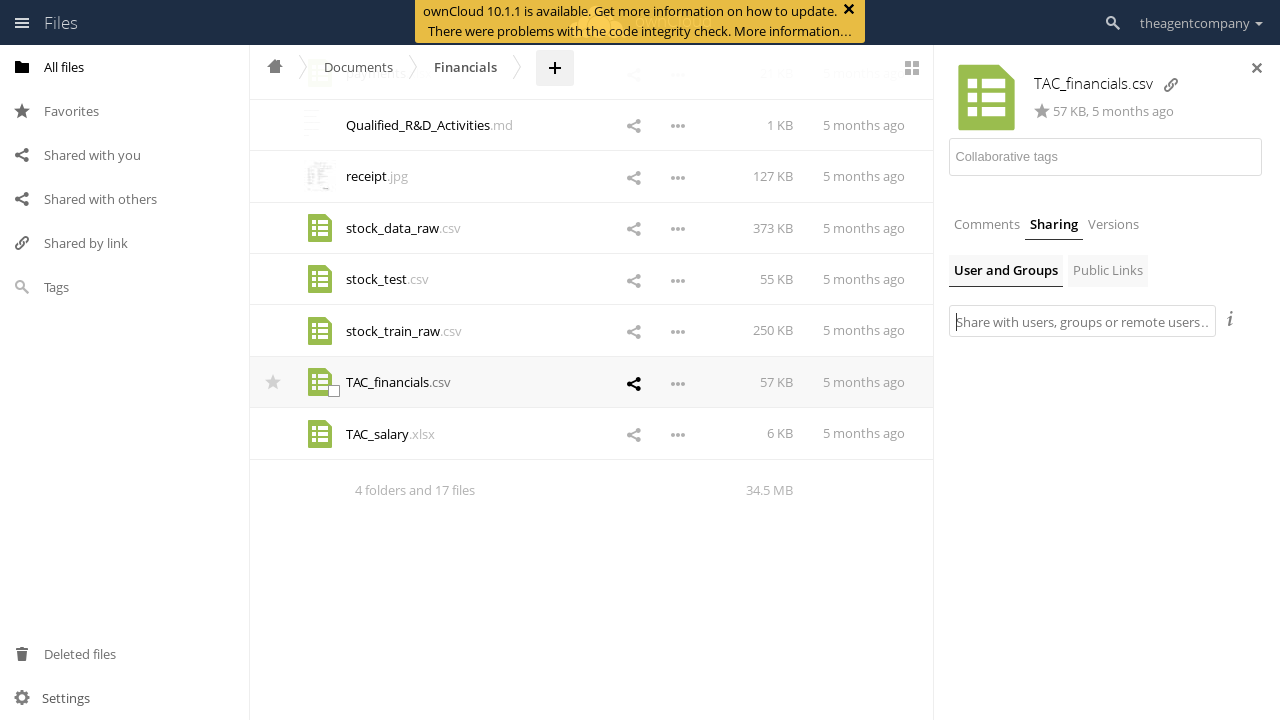 Files
ownCloud 10.1.1 is available. Get more information on how to update.
There were problems with the code integrity check. More information…
theagentcompany
All files
Favorites
Shared with you
Shared with others
Shared by link
Tags
Deleted files
Settings
Documents
Financials
Qualified_R&D_Activities.md 1 KB 5 months ago
receipt.jpg 127 KB 5 months ago
stock_data_raw.csv 373 KB 5 months ago
stock_test.csv 55 KB 5 months ago
stock_train_raw.csv 250 KB 5 months ago
TAC_financials.csv 57 KB 5 months ago
TAC_salary.xlsx 6 KB 5 months ago
4 folders and 17 files 34.5 MB
TAC_financials.csv
57 KB, 5 months ago
Collaborative tags
Comments Sharing Versions
User and Groups Public Links
Share with users, groups or remote users…